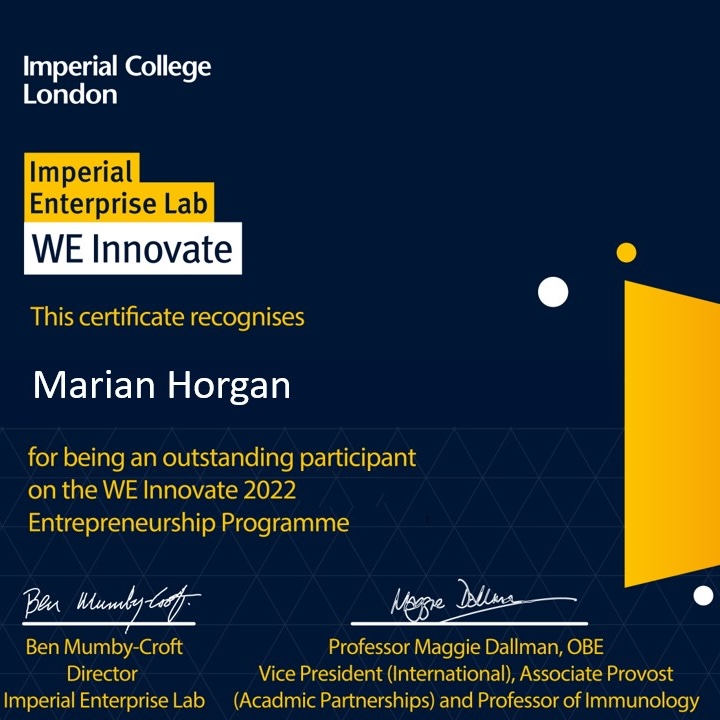 Imperial College
London
Imperial
Enterprise Lab
WE Innovate
This certificate recognises
Marian Horgan
for being an outstanding participant
on the WE Innovate 2022
Entrepreneurship Programme
Ben Mumby-Croft. Maggie Dallman
Ben Mumby-Croft
Director
Imperial Enterprise Lab
Professor Maggie Dallman, OBE
Vice President (International), Associate Provost
(Acadmic Partnerships) and Professor of Immunology